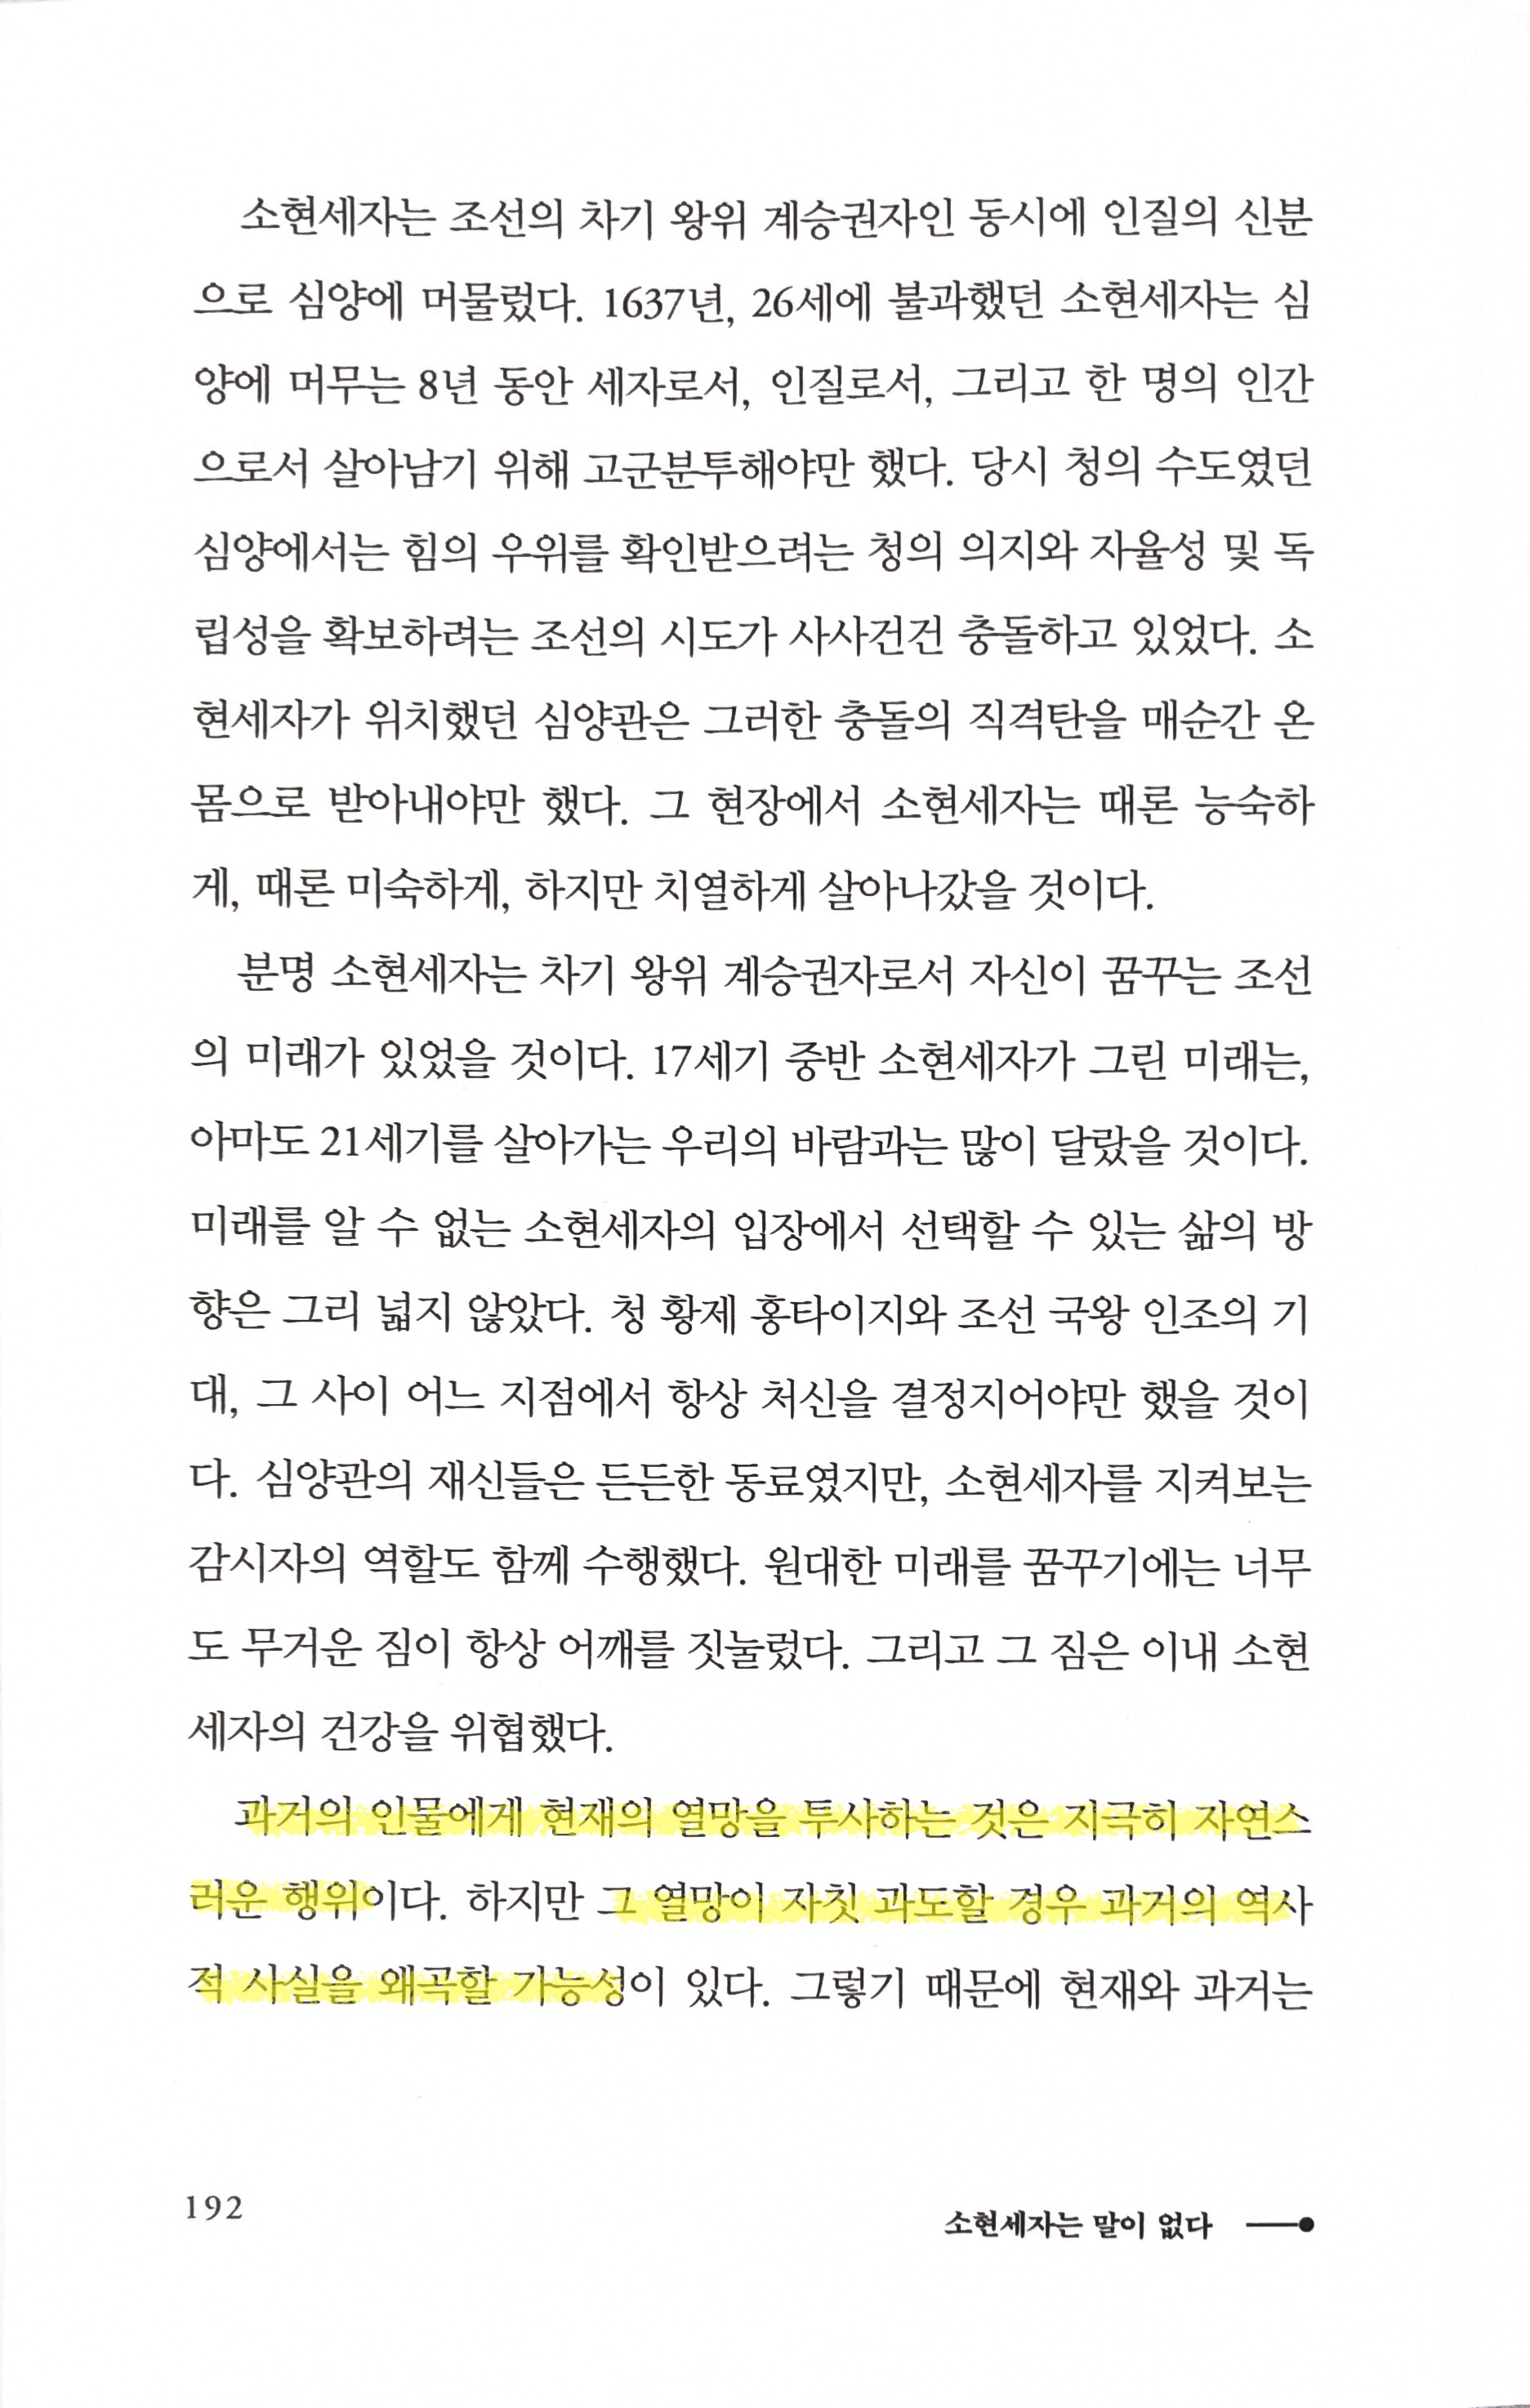 소현세자는 조선의 차기 왕위 계승권자인 동시에 인질의 신분
으로 심양에 머물렀다. 1637년, 26세에 불과했던 소현세자는 심
양에 머무는 8년 동안 세자로서, 인질로서, 그리고 한 명의 인간
으로서 살아남기 위해 고군분투해야만 했다. 당시 청의 수도였던
심양에서는 힘의 우위를 확인받으려는 청의 의지와 자율성 및 독
립성을 확보하려는 조선의 시도가 사사건건 충돌하고 있었다. 소
현세자가 위치했던 심양관은 그러한 충돌의 직격탄을 매순간 온
몸으로 받아내야만 했다. 그 현장에서 소현세자는 때론 능숙하
게, 때론 미숙하게, 하지만 치열하게 살아나갔을 것이다.
분명 소현세자는 차기 왕위 계승권자로서 자신이 꿈꾸는 조선
의 미래가 있었을 것이다. 17세기 중반 소현세자가 그린 미래는,
아마도 21세기를 살아가는 우리의 바람과는 많이 달랐을 것이다.
미래를 알 수 없는 소현세자의 입장에서 선택할 수 있는 삶의 방
향은 그리 넓지 않았다. 청 황제 홍타이지와 조선 국왕 인조의 기
대, 그 사이 어느 지점에서 항상 처신을 결정지어야만 했을 것이
다. 심양관의 재신들은 든든한 동료였지만, 소현세자를 지켜보는
감시자의 역할도 함께 수행했다. 원대한 미래를 꿈꾸기에는 너무
도 무거운 짐이 항상 어깨를 짓눌렀다. 그리고 그 짐은 이내 소현
세자의 건강을 위협했다.
과거의 인물에게 현재의 열망을 투사하는 것은 지극히 자연스
러운 행위이다. 하지만 그 열망이 자칫 과도할 경우 과거의 역사
적 사실을 왜곡할 가능성이 있다. 그렇기 때문에 현재와 과거는
192
소현세자는 말이 없다